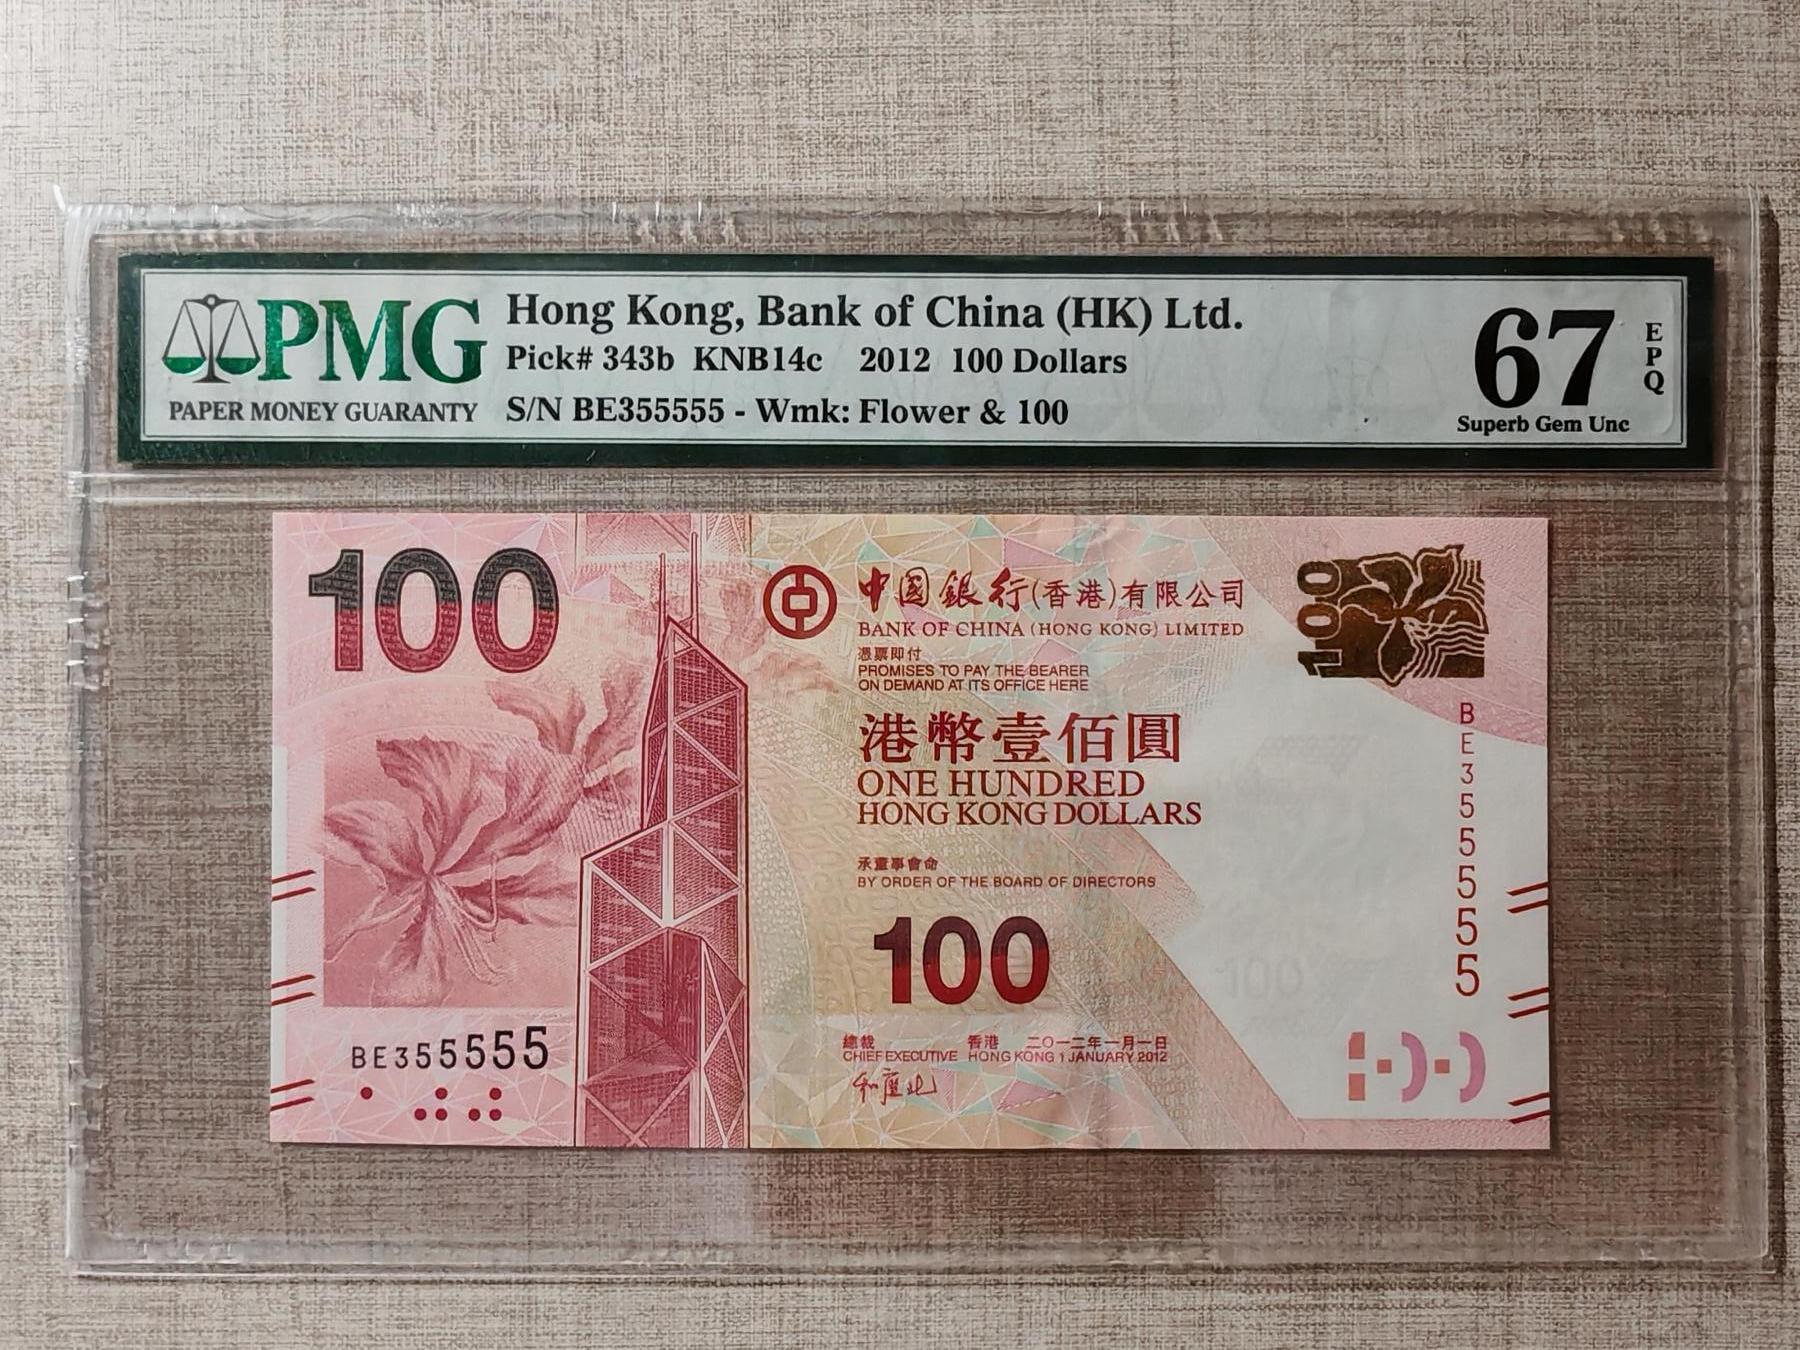 PMG
PAPER MONEY GUARANTY
Hong Kong, Bank of China (HK) Ltd.
Pick# 343b KNB14c 2012 100 Dollars
S/N BE355555 - Wmk: Flower & 100
67
EPQ
Superb Gem Unc
100
中國銀行(香港)有限公司
BANK OF CHINA (HONG KONG) LIMITED
憑票即付
PROMISES TO PAY THE BEARER
ON DEMAND AT ITS OFFICE HERE
100
港幣壹佰圓
ONE HUNDRED
HONG KONG DOLLARS
BE355555
承董事會命
BY ORDER OF THE BOARD OF DIRECTORS
100
100
BE355555
總裁 香港 二〇一二年一月一日
CHIEF EXECUTIVE HONG KONG 1 JANUARY 2012
和廣北